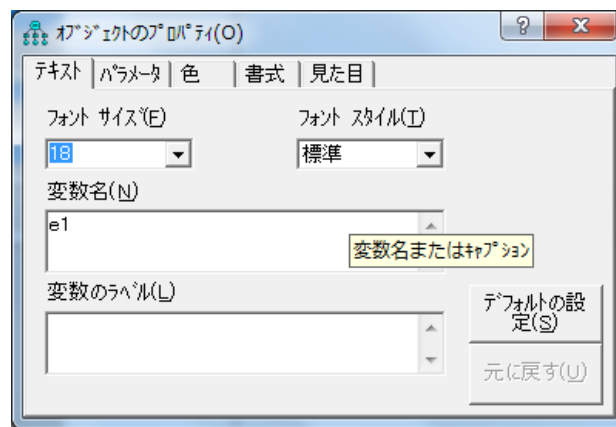 ｵﾌﾞｼﾞｪｸﾄのﾌﾟﾛﾊﾟﾃｨ(O)
?
テキスト ﾊﾟﾗﾒｰﾀ 色 書式 見た目
フォント サイズ(F) フォント スタイル(T)
18 標準
変数名(N)
e1
変数名またはｷｬﾌﾟｼｮﾝ
変数のラベル(L)
デフォルトの設
定(S)
元に戻す(U)